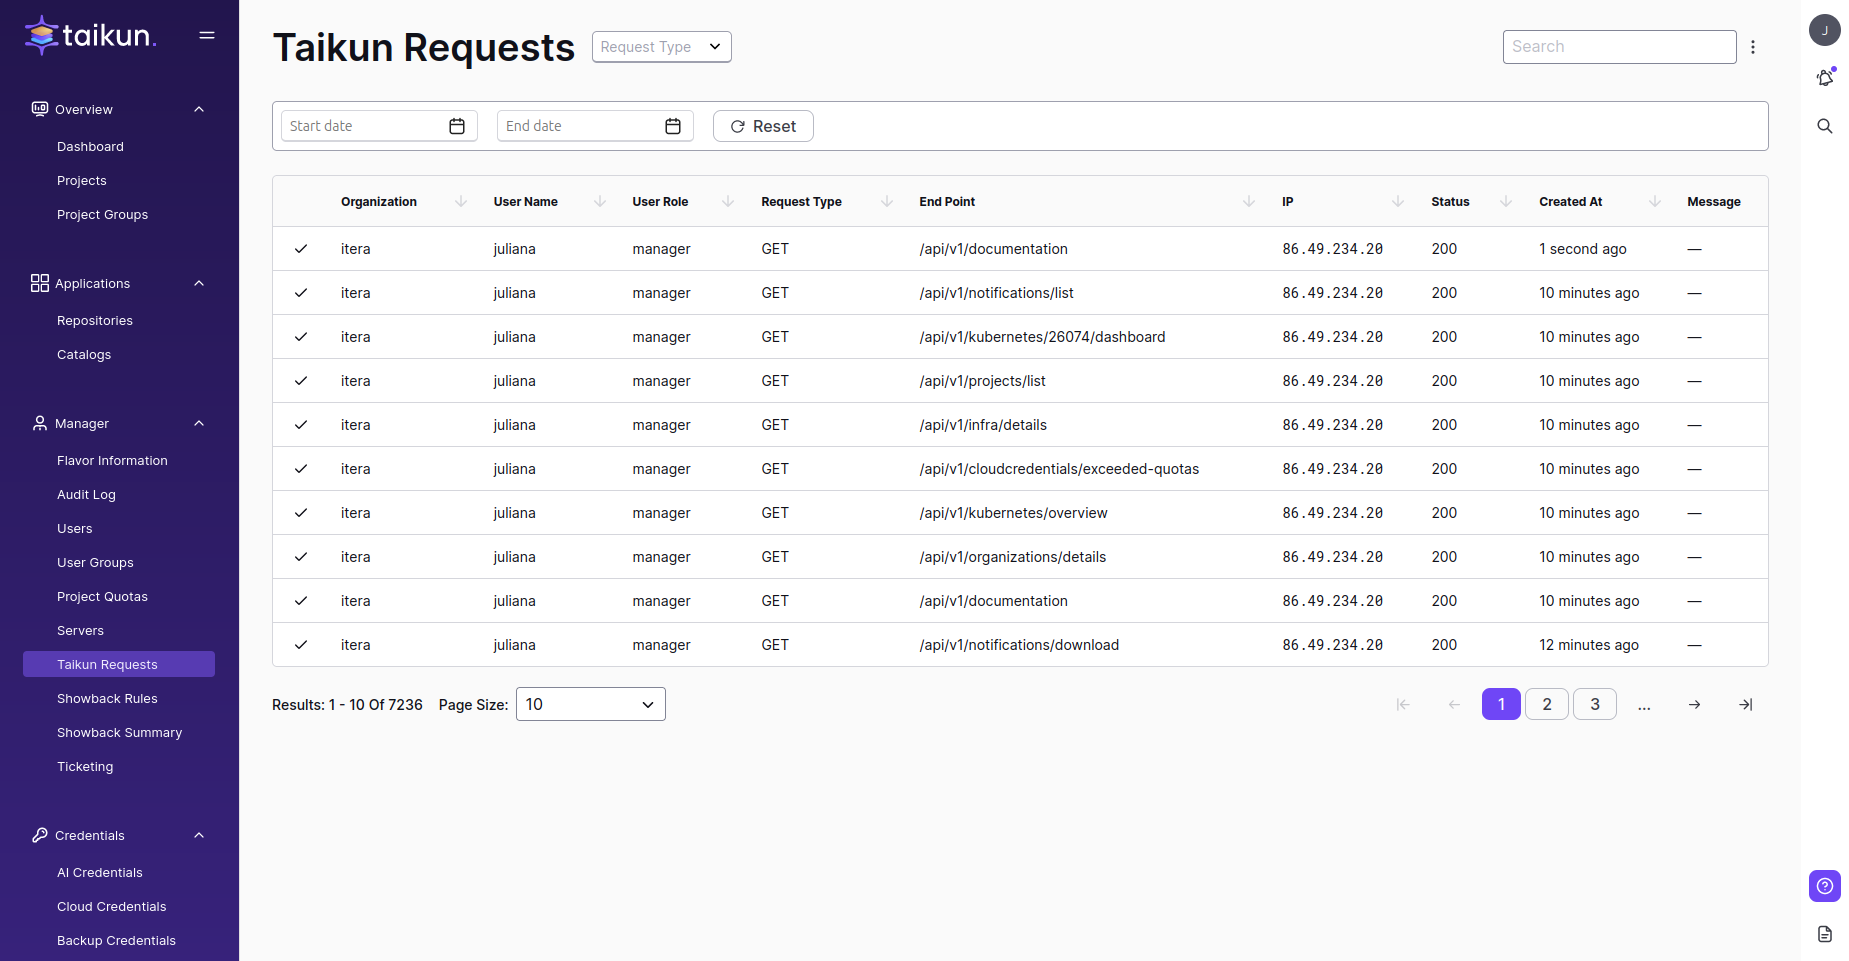 taikun.
Overview
Dashboard
Projects
Project Groups
Applications
Repositories
Catalogs
Manager
Flavor Information
Audit Log
Users
User Groups
Project Quotas
Servers
Taikun Requests
Showback Rules
Showback Summary
Ticketing
Credentials
AI Credentials
Cloud Credentials
Backup Credentials
Taikun Requests Request Type Search
Start date End date Reset
Organization User Name User Role Request Type End Point IP Status Created At Message
itera juliana manager GET /api/v1/documentation 86.49.234.20 200 1 second ago —
itera juliana manager GET /api/v1/notifications/list 86.49.234.20 200 10 minutes ago —
itera juliana manager GET /api/v1/kubernetes/26074/dashboard 86.49.234.20 200 10 minutes ago —
itera juliana manager GET /api/v1/projects/list 86.49.234.20 200 10 minutes ago —
itera juliana manager GET /api/v1/infra/details 86.49.234.20 200 10 minutes ago —
itera juliana manager GET /api/v1/cloudcredentials/exceeded-quotas 86.49.234.20 200 10 minutes ago —
itera juliana manager GET /api/v1/kubernetes/overview 86.49.234.20 200 10 minutes ago —
itera juliana manager GET /api/v1/organizations/details 86.49.234.20 200 10 minutes ago —
itera juliana manager GET /api/v1/documentation 86.49.234.20 200 10 minutes ago —
itera juliana manager GET /api/v1/notifications/download 86.49.234.20 200 12 minutes ago —
Results: 1 - 10 Of 7236 Page Size: 10 1 2 3 ...
J